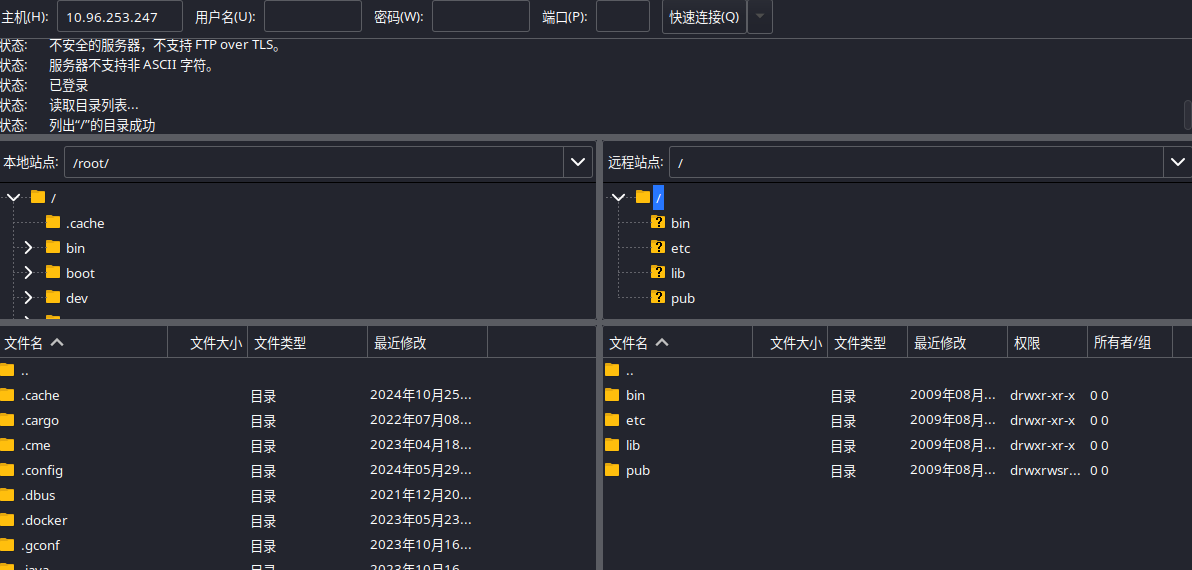 主机(H): 10.96.253.247 用户名(U): 密码(W): 端口(P): 快速连接(Q)
状态: 不安全的服务器，不支持 FTP over TLS。
状态: 服务器不支持非 ASCII 字符。
状态: 已登录
状态: 读取目录列表...
状态: 列出“/”的目录成功
本地站点: /root/
/
.cache
bin
boot
dev
远程站点: /
/
bin
etc
lib
pub
文件名 文件大小 文件类型 最近修改
..
.cache 目录 2024年10月25...
.cargo 目录 2022年07月08...
.cme 目录 2023年04月18...
.config 目录 2024年05月29...
.dbus 目录 2021年12月20...
.docker 目录 2023年05月23...
.gconf 目录 2023年10月16...
.java 目录 2023年10月16...
文件名 文件大小 文件类型 最近修改 权限 所有者/组
..
bin 目录 2009年08月... drwxr-xr-x 0 0
etc 目录 2009年08月... drwxr-xr-x 0 0
lib 目录 2009年08月... drwxr-xr-x 0 0
pub 目录 2009年08月... drwxrwsr... 0 0